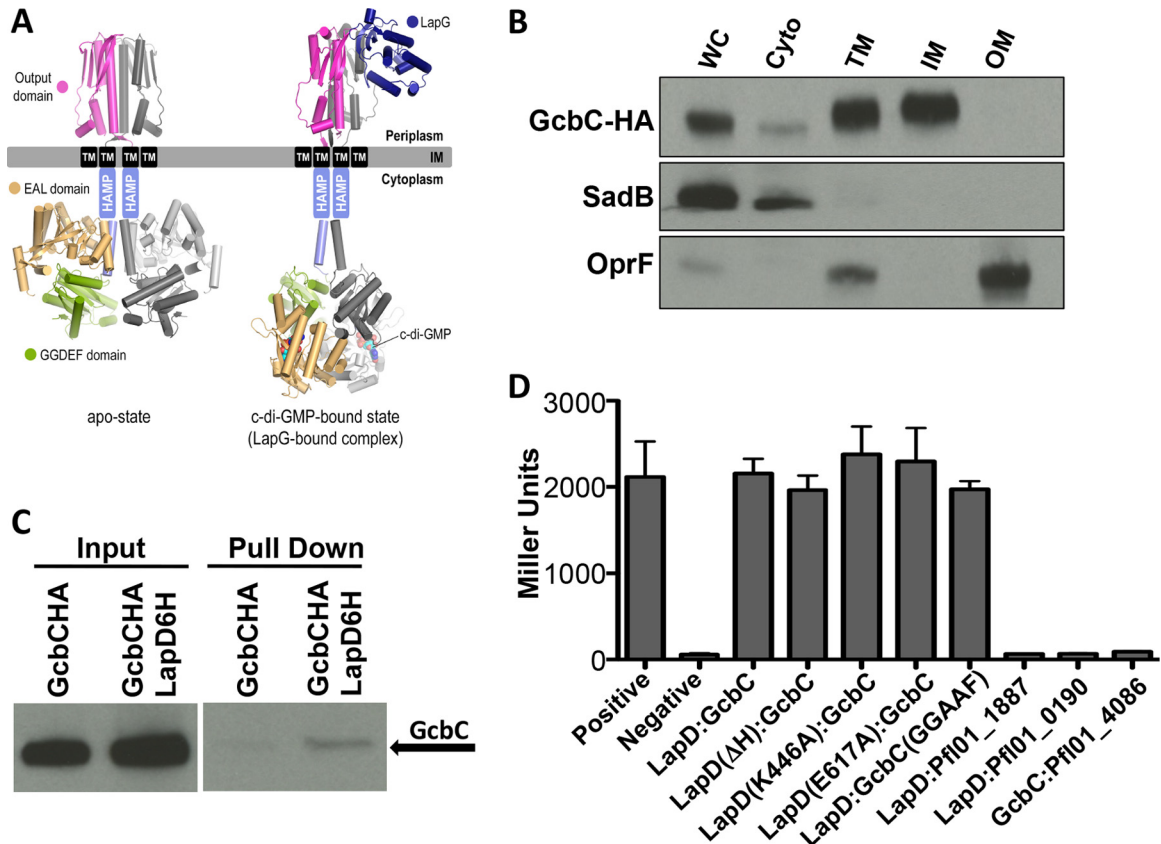 A
LapG
Output
domain
Periplasm
TM TM TM TM TM TM TM TM IM
Cytoplasm
HAMP HAMP HAMP HAMP
EAL domain
c-di-GMP
GGDEF domain
apo-state
c-di-GMP-bound state
(LapG-bound complex)
B
WC Cyto TM IM OM
GcbC-HA
SadB
OprF
C
Input Pull Down
GcbCHA
GcbCHA
LapD6H
GcbCHA
GcbCHA
LapD6H
GcbC
D
Miller Units
3000
2000
1000
0
Positive
Negative
LapD:GcbC
LapD(ΔH):GcbC
LapD(K446A):GcbC
LapD(E617A):GcbC
LapD:GcbC(GGAAF)
LapD:Pfl01_1887
LapD:Pfl01_0190
GcbC:Pfl01_4086